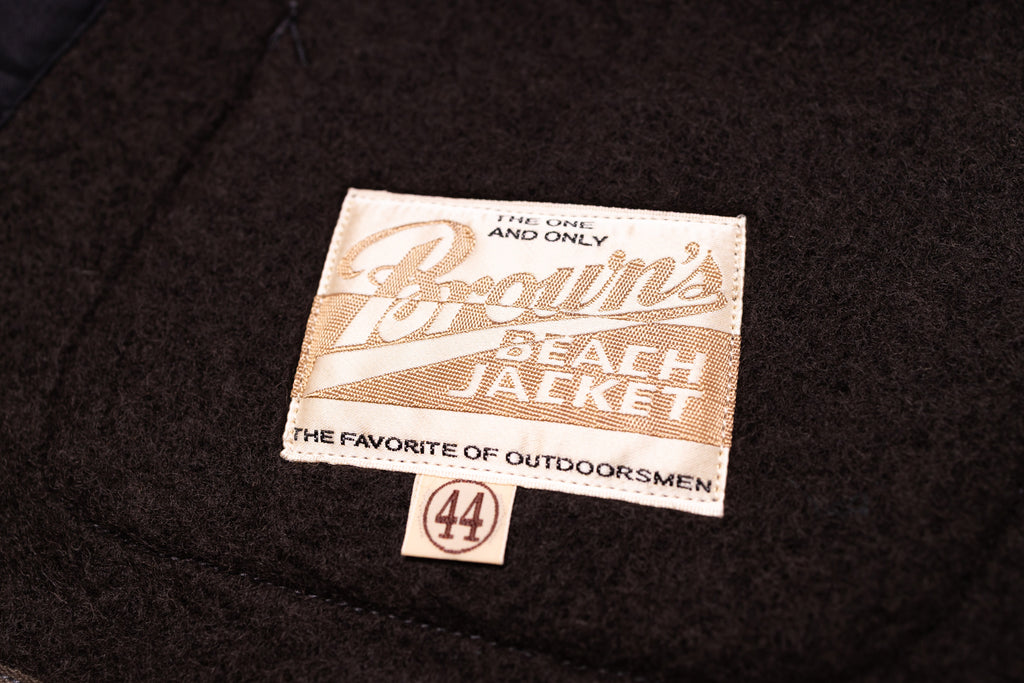 THE ONE
AND ONLY
Brown's
BEACH
JACKET
THE FAVORITE OF OUTDOORSMEN
44